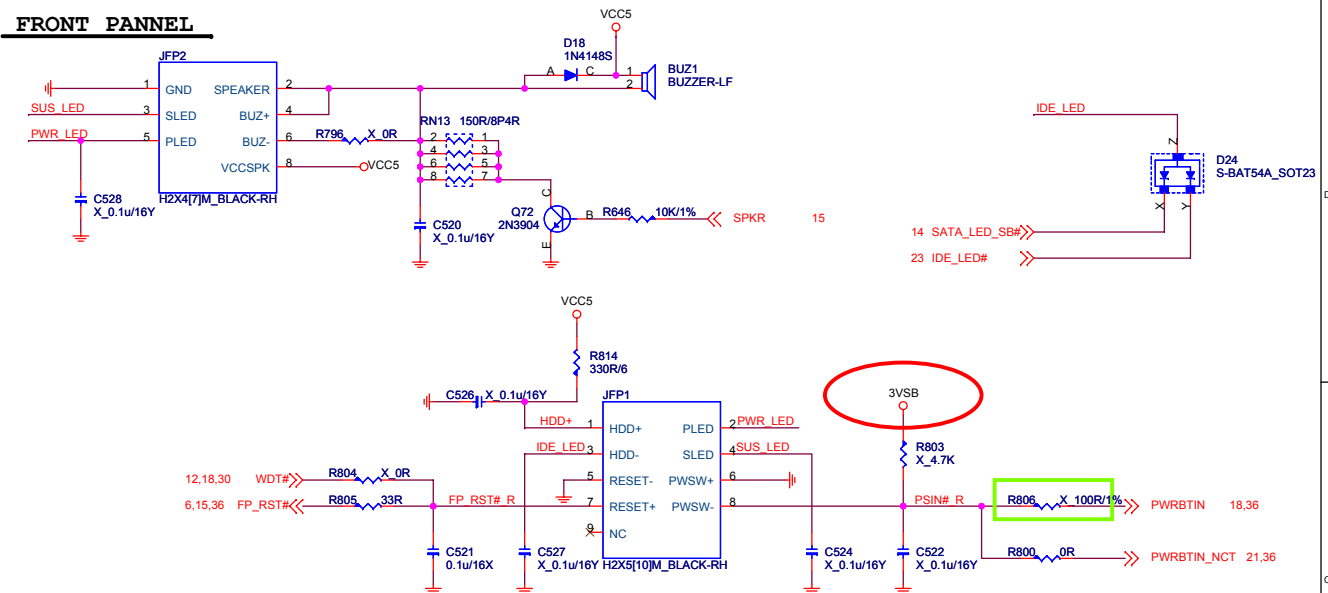 FRONT PANNEL
VCC5
D18
1N4148S
JFP2
A C 1
BUZ1
BUZZER-LF
2
1 GND SPEAKER 2
SUS_LED 3 SLED BUZ+ 4
RN13 150R/8P4R
IDE_LED
PWR_LED 5 PLED BUZ- 6 R796 X_0R 2 1
4 3
VCCSPK 8 VCC5 6 5
8 7
Z
D24
S-BAT54A_SOT23
C528
X_0.1u/16Y
H2X4[7]M_BLACK-RH
C
X Y
Q72
2N3904
B R646 10K/1% SPKR 15
C520
X_0.1u/16Y
E
14 SATA_LED_SB#
23 IDE_LED#
VCC5
R814
330R/6
C526 X_0.1u/16Y JFP1
3VSB
HDD+ 1 HDD+ PLED 2 PWR_LED
IDE_LED 3 HDD- SLED 4 SUS_LED
R803
X_4.7K
12,18,30 WDT# R804 X_0R 5 RESET- PWSW+ 6
6,15,36 FP_RST# R805 33R FP_RST#_R 7 RESET+ PWSW- 8 PSIN#_R R806 X_100R/1% PWRBTIN 18,36
9 NC
C521
0.1u/16X
C527
X_0.1u/16Y
H2X5[10]M_BLACK-RH
C524
X_0.1u/16Y
C522
X_0.1u/16Y
R800 0R PWRBTIN_NCT 21,36